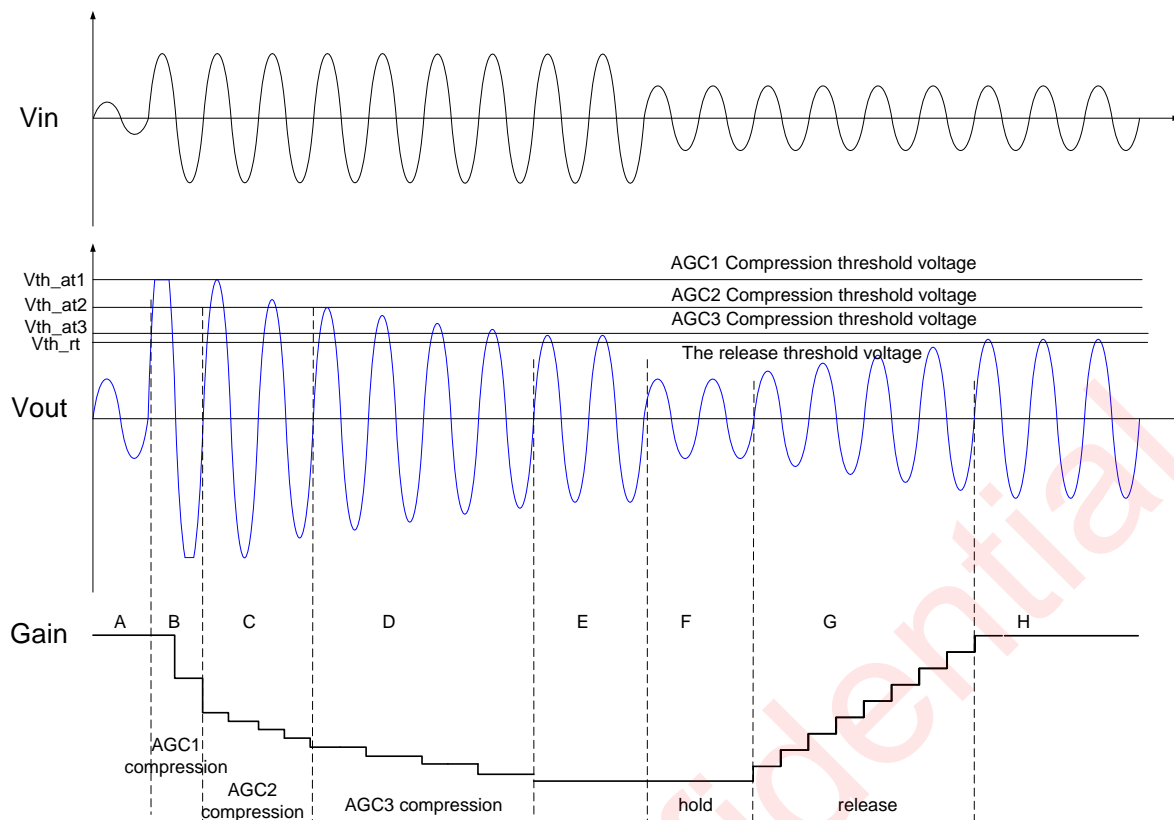 Vin
Vth_at1
AGC1 Compression threshold voltage
AGC2 Compression threshold voltage
Vth_at2
AGC3 Compression threshold voltage
Vth_at3
Vth_rt
The release threshold voltage
Vout
A B C D E F G H
Gain
AGC1
compression
AGC2
compression
AGC3 compression
hold
release
fidential